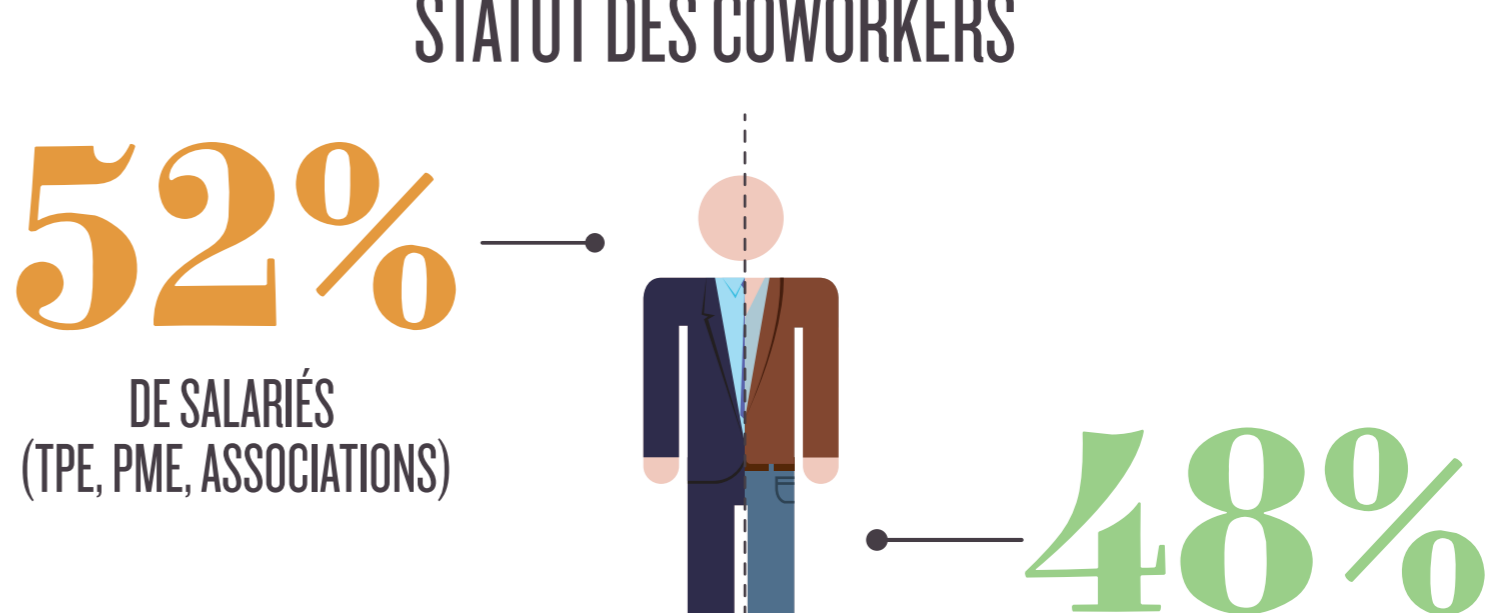 STATUT DES COWORKERS
52%
DE SALARIÉS
(TPE, PME, ASSOCIATIONS)
48%